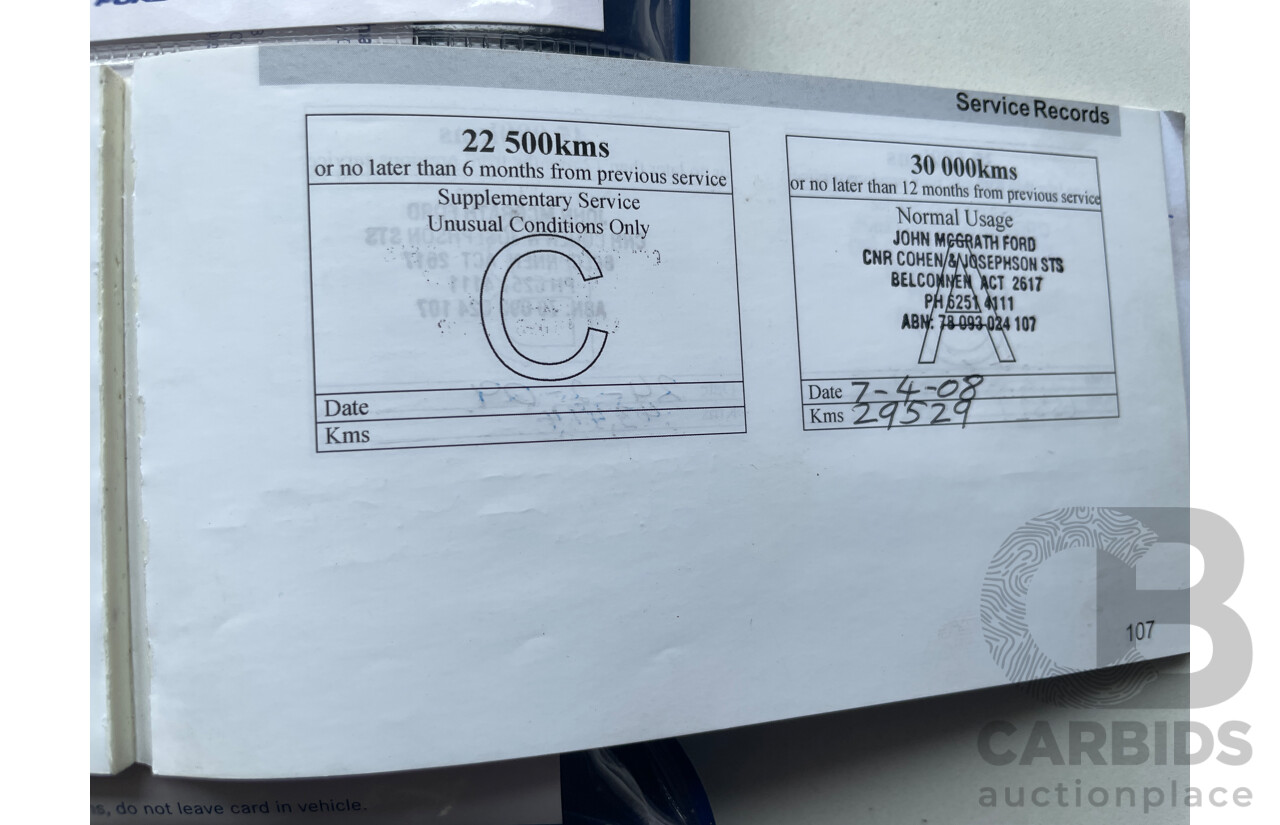 Service Records
22 500kms
or no later than 6 months from previous service
Supplementary Service
Unusual Conditions Only
C
Date
Kms
30 000kms
or no later than 12 months from previous service
Normal Usage
JOHN MCGRATH FORD
CNR COHEN & JOSEPHSON STS
BELCONNEN ACT 2617
PH 6251 4111
ABN: 78 093 024 107
A
Date 7-4-08
Kms 29529
107
CB
CARBIDS
auctionplace
, do not leave card in vehicle.